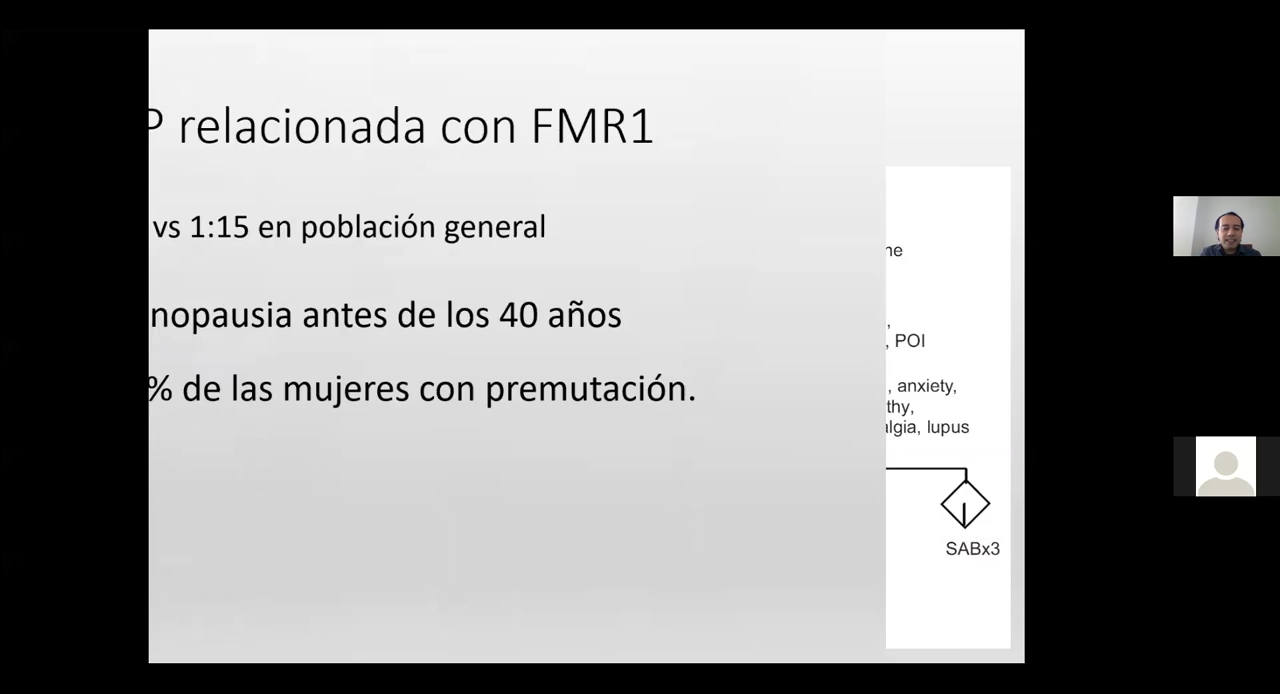 P relacionada con FMR1
vs 1:15 en población general
nopausia antes de los 40 años
% de las mujeres con premutación.
ne
,
, POI
, anxiety,
thy,
algia, lupus
SABx3